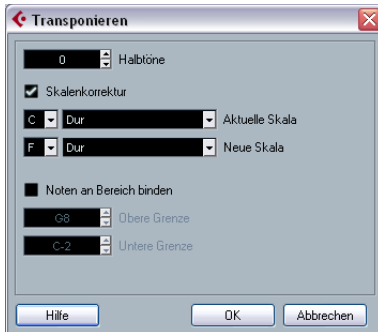 Transponieren
0 Halbtöne
Skalenkorrektur
C Dur Aktuelle Skala
F Dur Neue Skala
Noten an Bereich binden
G8 Obere Grenze
C-2 Untere Grenze
Hilfe OK Abbrechen